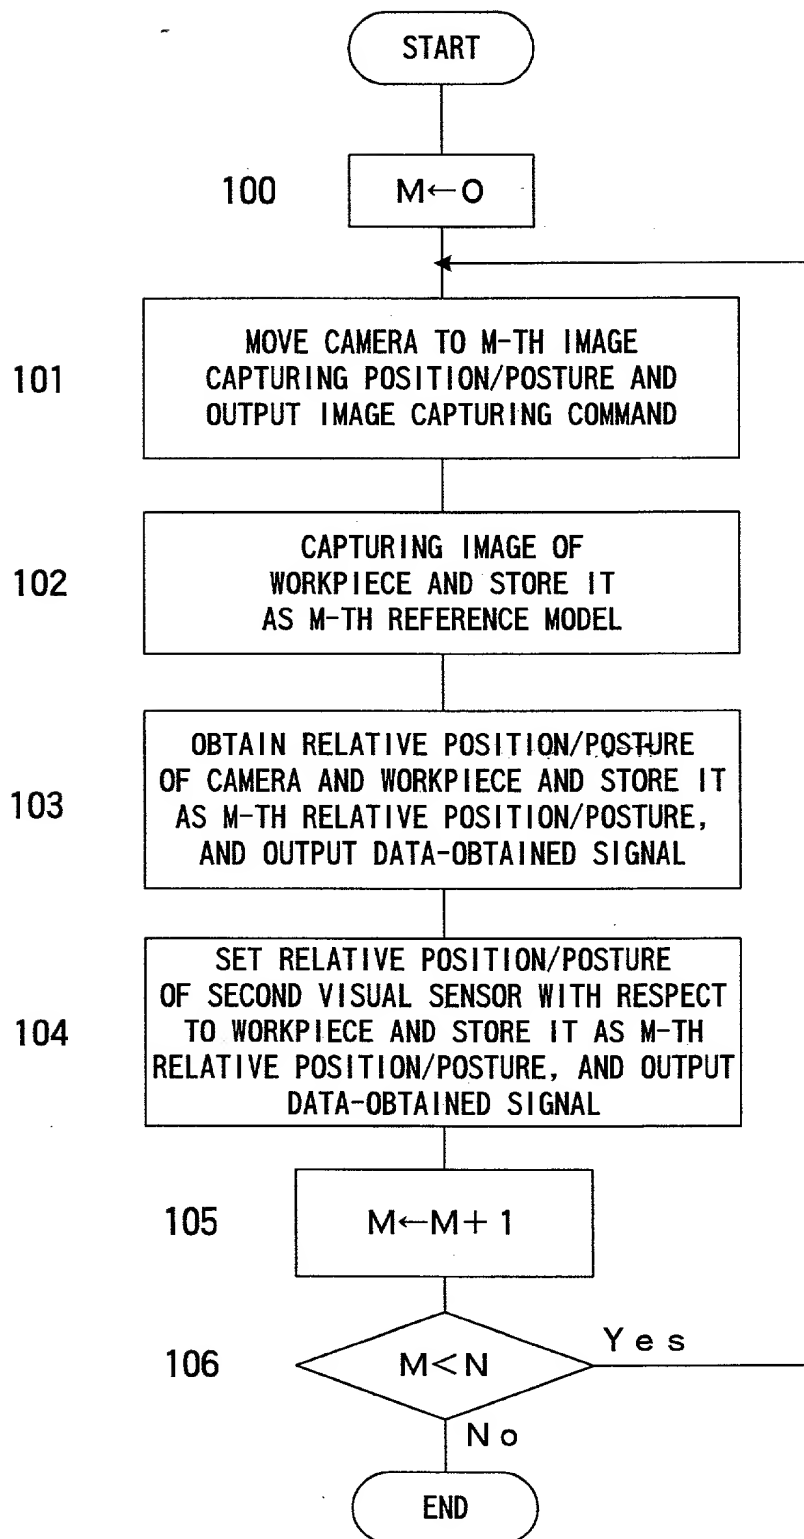 START
100
M←0
101
MOVE CAMERA TO M-TH IMAGE
CAPTURING POSITION/POSTURE AND
OUTPUT IMAGE CAPTURING COMMAND
102
CAPTURING IMAGE OF
WORKPIECE AND STORE IT
AS M-TH REFERENCE MODEL
103
OBTAIN RELATIVE POSITION/POSTURE
OF CAMERA AND WORKPIECE AND STORE IT
AS M-TH RELATIVE POSITION/POSTURE,
AND OUTPUT DATA-OBTAINED SIGNAL
104
SET RELATIVE POSITION/POSTURE
OF SECOND VISUAL SENSOR WITH RESPECT
TO WORKPIECE AND STORE IT AS M-TH
RELATIVE POSITION/POSTURE, AND OUTPUT
DATA-OBTAINED SIGNAL
105
M←M+1
106
M<N
Yes
No
END